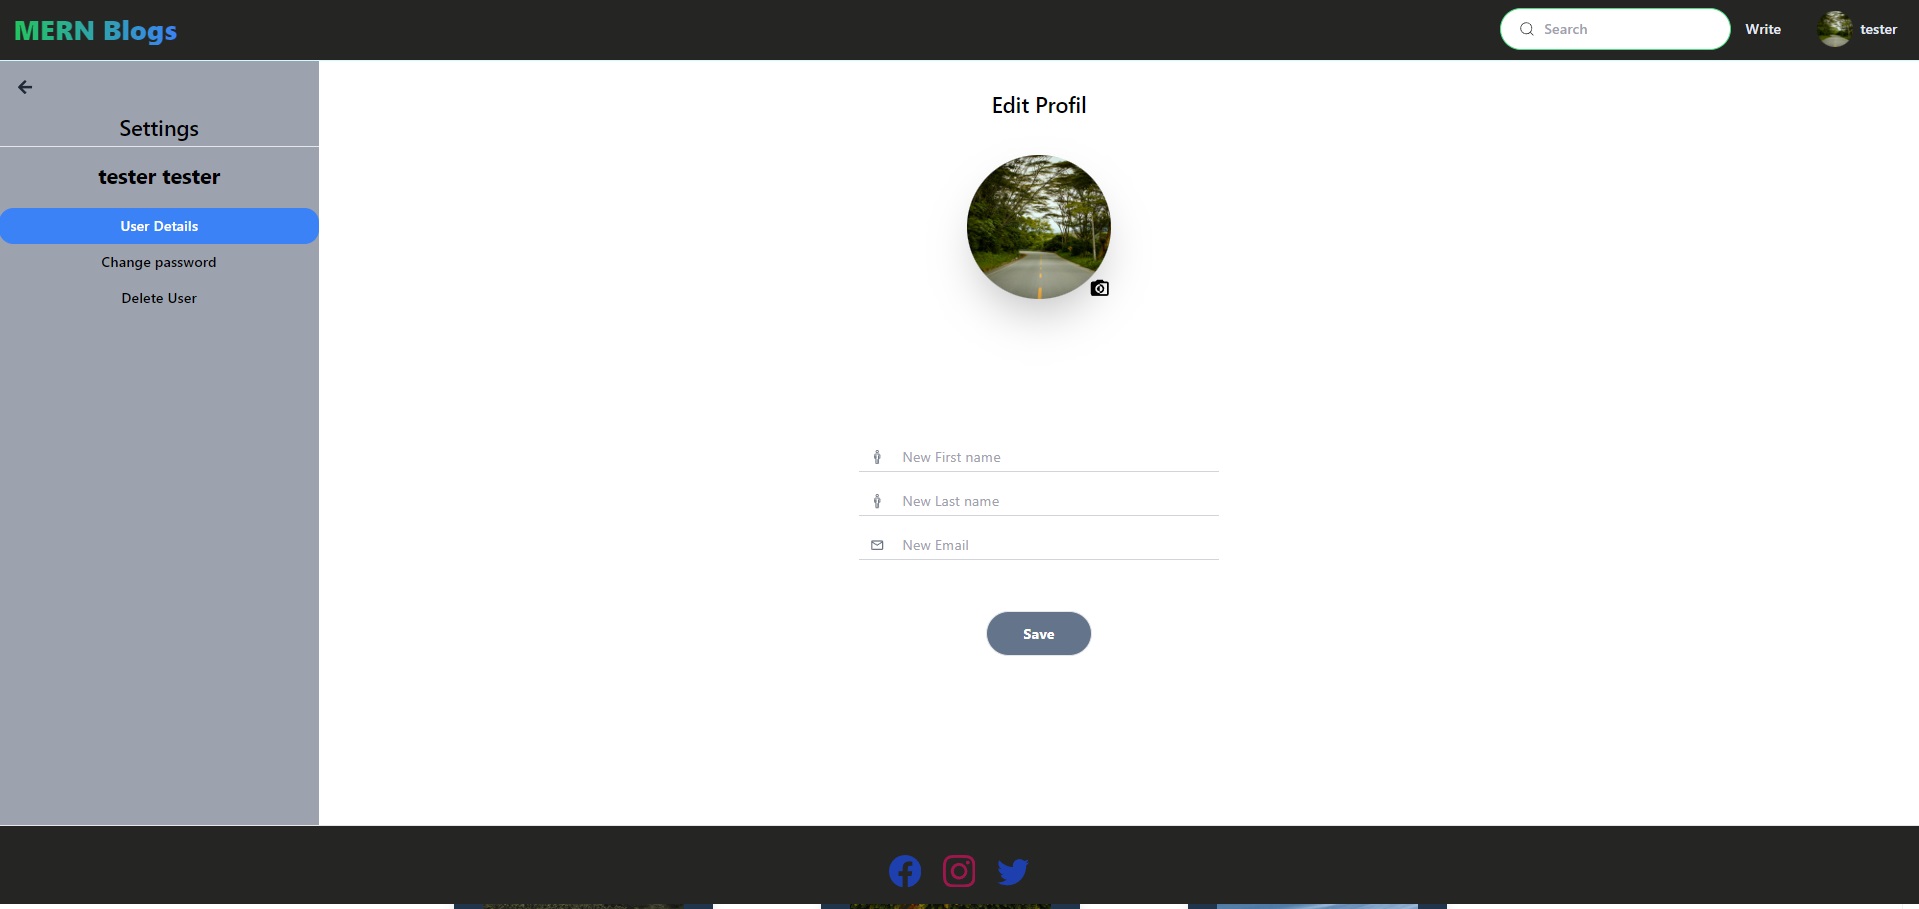 MERN Blogs
Search
Write
tester
Settings
tester tester
User Details
Change password
Delete User
Edit Profil
New First name
New Last name
New Email
Save